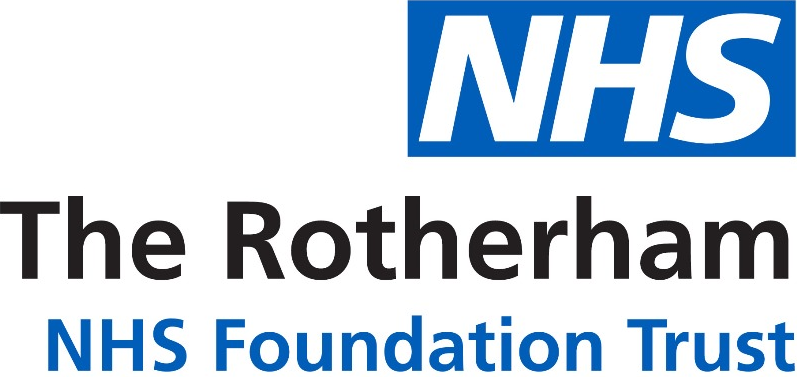 NHS
The Rotherham
NHS Foundation Trust